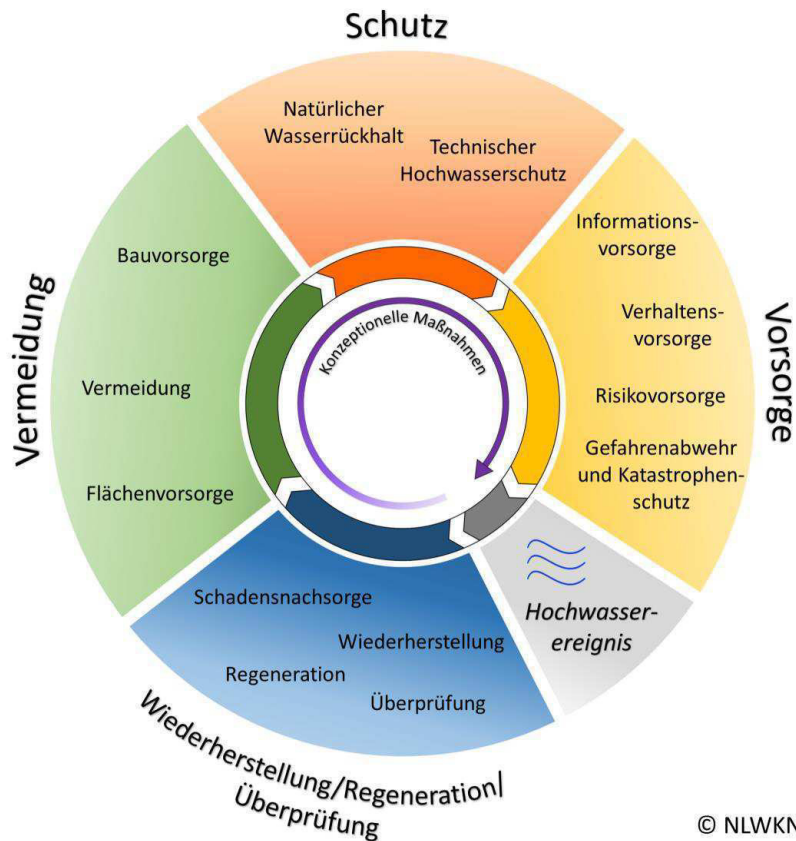 Schutz
Natürlicher
Wasserrückhalt
Technischer
Hochwasserschutz
Vorsorge
Informations-
vorsorge
Verhaltens-
vorsorge
Risikovorsorge
Gefahrenabwehr
und Katastrophen-
schutz
Hochwasser-
ereignis
Wiederherstellung/Regeneration/
Überprüfung
Schadensnachsorge
Wiederherstellung
Regeneration
Überprüfung
Vermeidung
Bauvorsorge
Vermeidung
Flächenvorsorge
Konzeptionelle Maßnahmen
© NLWKN